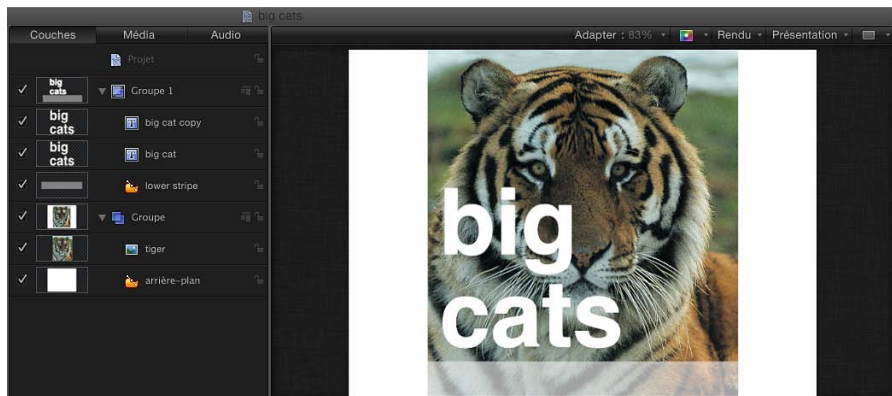 big cats
Couches Média Audio
Adapter : 83% Rendu Présentation
Projet
big
cats
Groupe 1
big
cats
big cat copy
big
cats
big cat
lower stripe
Groupe
tiger
arrière-plan
big
cats